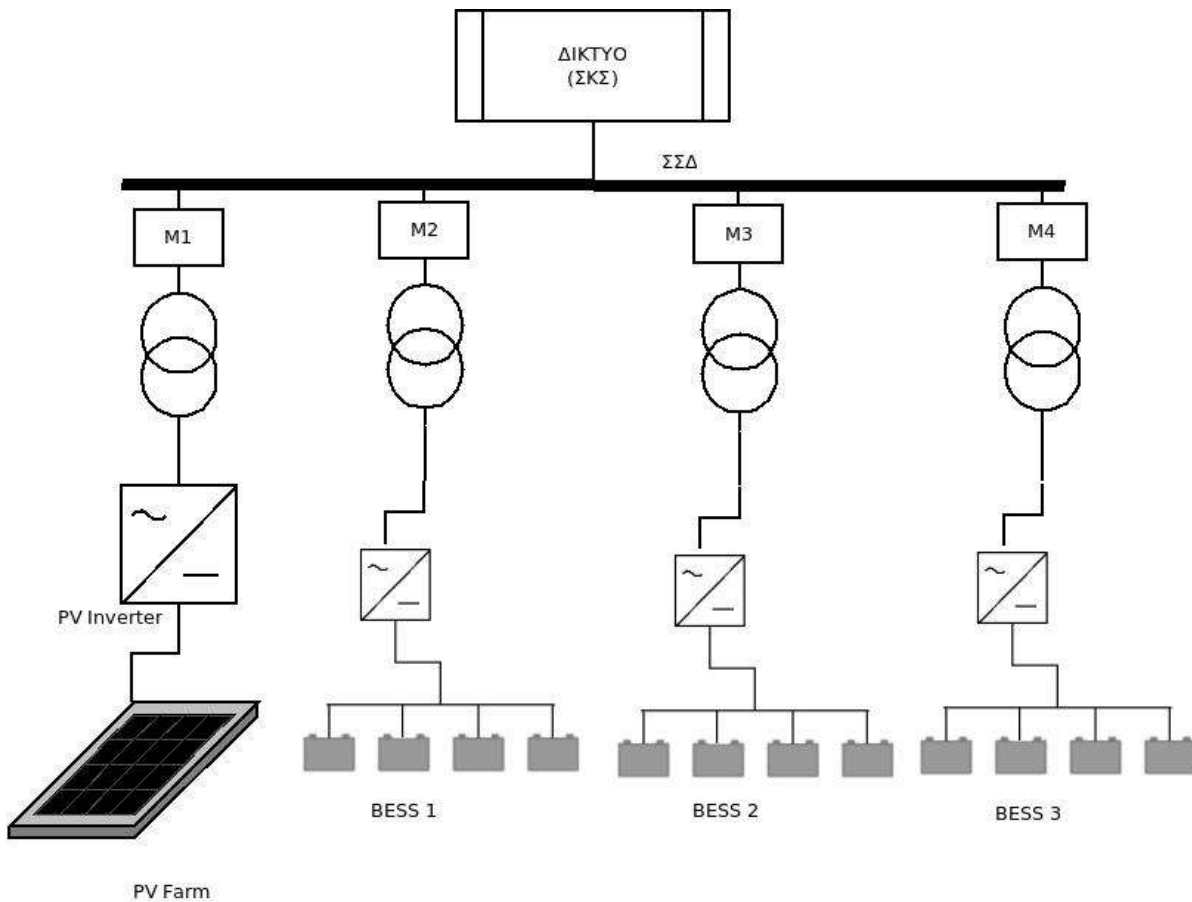 ΔΙΚΤΥΟ
(ΣΚΣ)
ΣΣΔ
M1
M2
M3
M4
PV Inverter
BESS 1
BESS 2
BESS 3
PV Farm